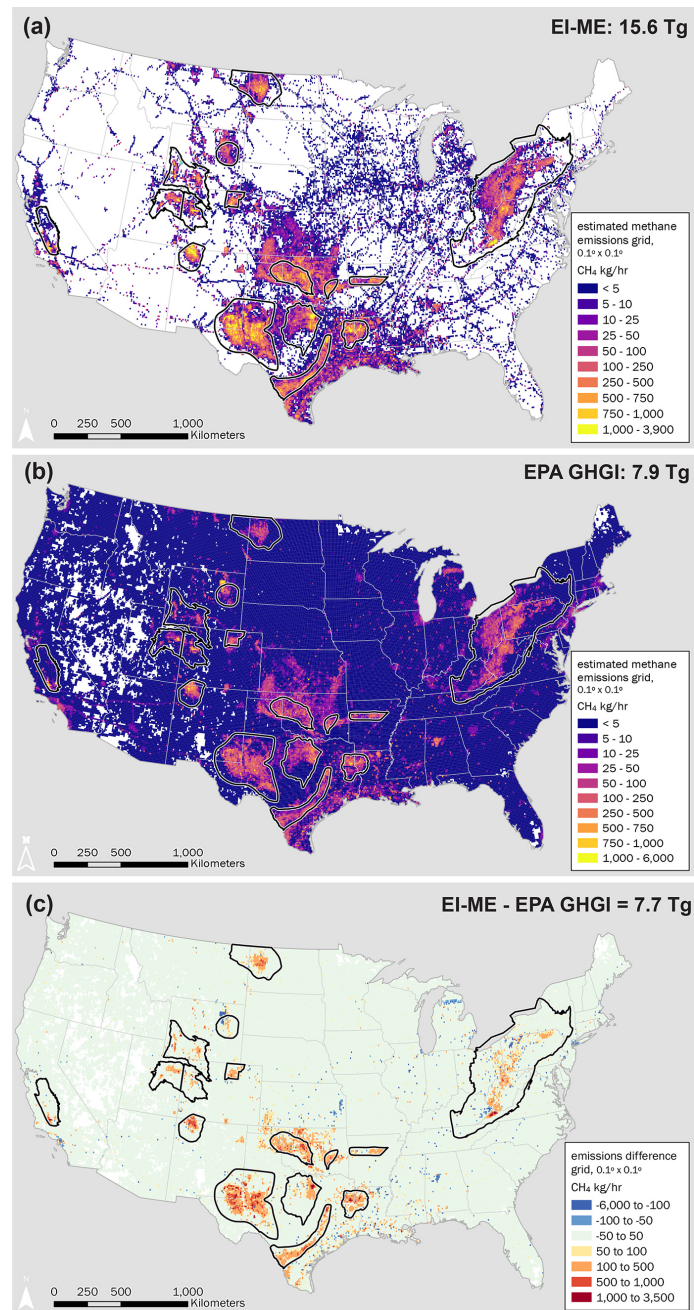 (a)
EI-ME: 15.6 Tg
estimated methane
emissions grid,
0.1º x 0.1º
CH₄ kg/hr
< 5
5 - 10
10 - 25
25 - 50
50 - 100
100 - 250
250 - 500
500 - 750
750 - 1,000
1,000 - 3,900
N
0 250 500 1,000
Kilometers
(b)
EPA GHGI: 7.9 Tg
estimated methane
emissions grid,
0.1º x 0.1º
CH₄ kg/hr
< 5
5 - 10
10 - 25
25 - 50
50 - 100
100 - 250
250 - 500
500 - 750
750 - 1,000
1,000 - 6,000
N
0 250 500 1,000
Kilometers
(c)
EI-ME - EPA GHGI = 7.7 Tg
emissions difference
grid, 0.1º x 0.1º
CH₄ kg/hr
-6,000 to -100
-100 to -50
-50 to 50
50 to 100
100 to 500
500 to 1,000
1,000 to 3,500
N
0 250 500 1,000
Kilometers